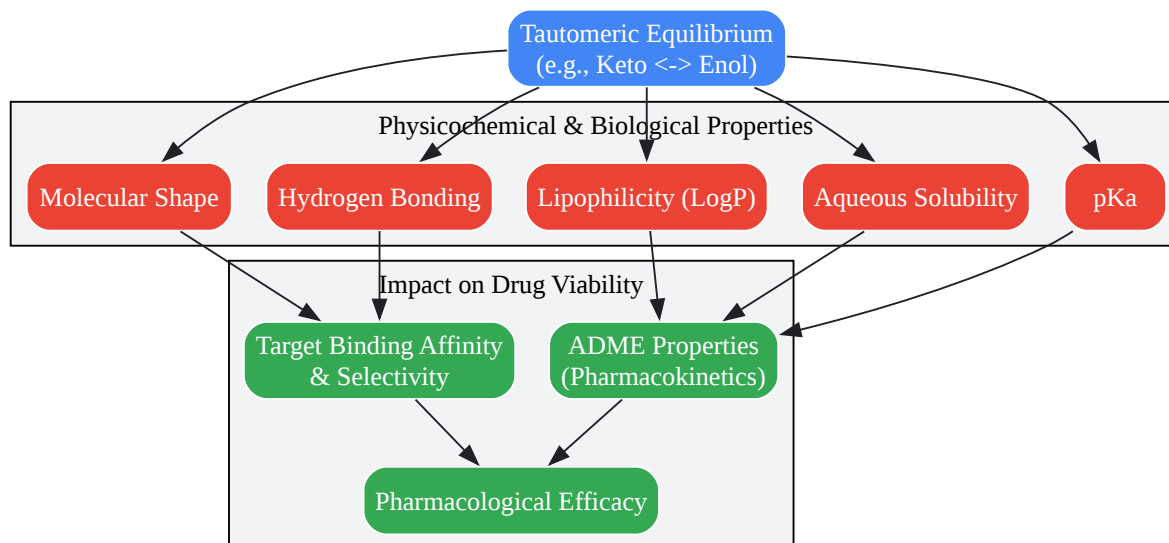 Tautomeric Equilibrium
(e.g., Keto <-> Enol)
Physicochemical & Biological Properties
Molecular Shape
Hydrogen Bonding
Lipophilicity (LogP)
Aqueous Solubility
pKa
Impact on Drug Viability
Target Binding Affinity
& Selectivity
ADME Properties
(Pharmacokinetics)
Pharmacological Efficacy